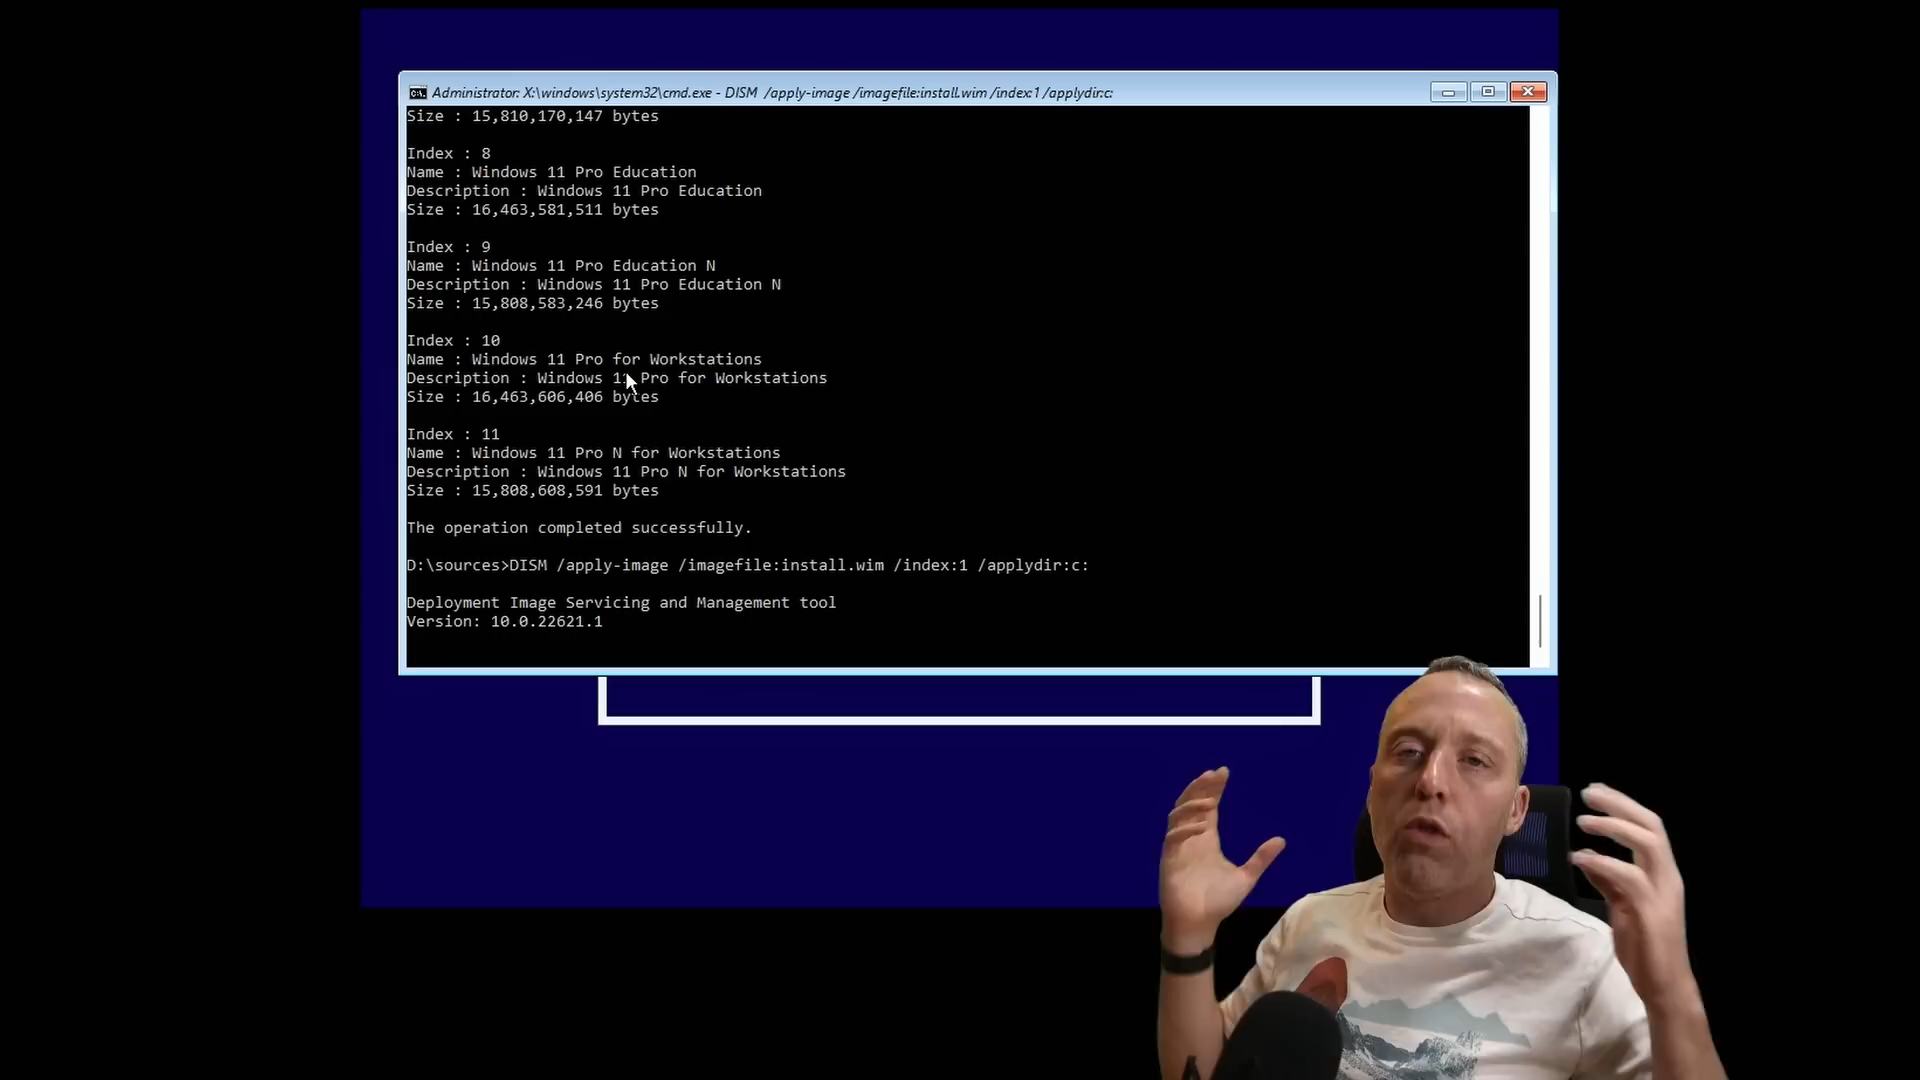 Administrator: X:\windows\system32\cmd.exe - DISM /apply-image /imagefile:install.wim /index:1 /applydir:c:
Size : 15,810,170,147 bytes
Index : 8
Name : Windows 11 Pro Education
Description : Windows 11 Pro Education
Size : 16,463,581,511 bytes
Index : 9
Name : Windows 11 Pro Education N
Description : Windows 11 Pro Education N
Size : 15,808,583,246 bytes
Index : 10
Name : Windows 11 Pro for Workstations
Description : Windows 11 Pro for Workstations
Size : 16,463,606,406 bytes
Index : 11
Name : Windows 11 Pro N for Workstations
Description : Windows 11 Pro N for Workstations
Size : 15,808,608,591 bytes
The operation completed successfully.
D:\sources>DISM /apply-image /imagefile:install.wim /index:1 /applydir:c:
Deployment Image Servicing and Management tool
Version: 10.0.22621.1